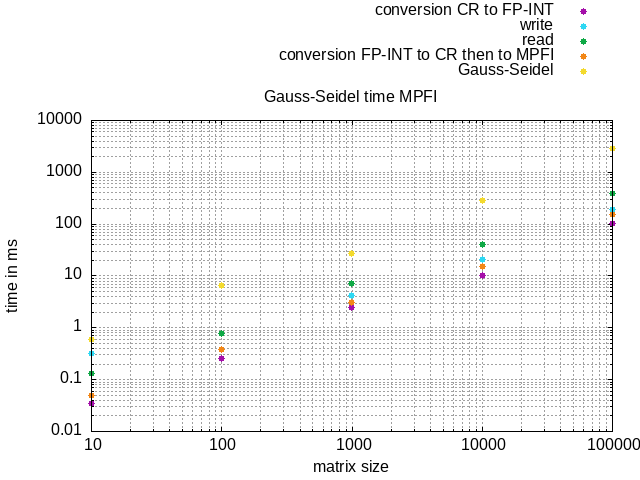 conversion CR to FP-INT
write
read
conversion FP-INT to CR then to MPFI
Gauss-Seidel
Gauss-Seidel time MPFI
10000
1000
100
10
1
0.1
0.01
time in ms
10 100 1000 10000 100000
matrix size